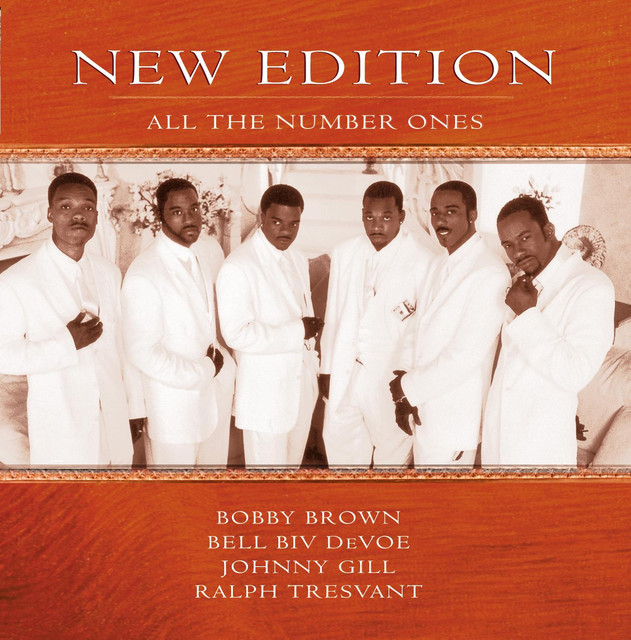 NEW EDITION
ALL THE NUMBER ONES
BOBBY BROWN
BELL BIV DeVOE
JOHNNY GILL
RALPH TRESVANT